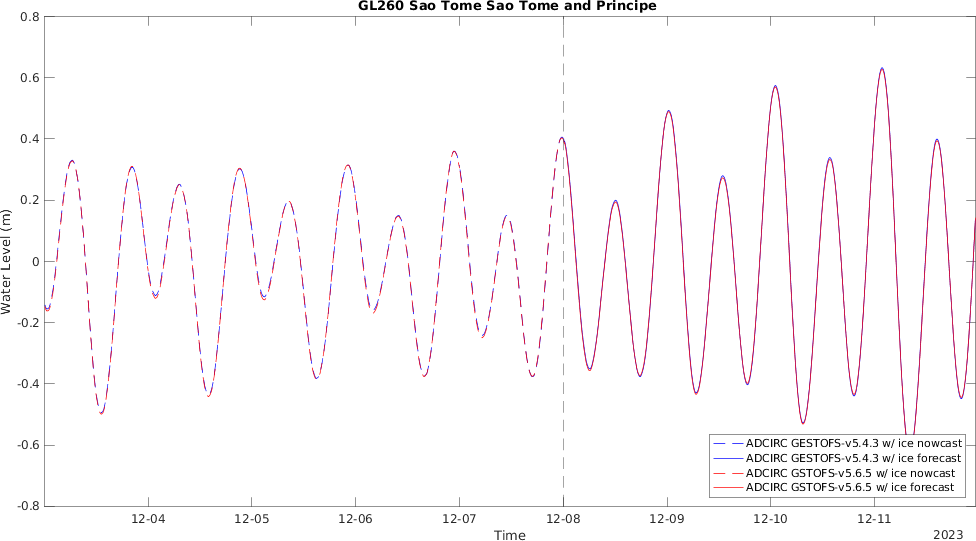 GL260 Sao Tome Sao Tome and Principe
0.8
0.6
0.4
0.2
0
-0.2
-0.4
-0.6
-0.8
Water Level (m)
12-04
12-05
12-06
12-07
12-08
12-09
12-10
12-11
Time
2023
ADCIRC GESTOFS-v5.4.3 w/ ice nowcast
ADCIRC GESTOFS-v5.4.3 w/ ice forecast
ADCIRC GSTOFS-v5.6.5 w/ ice nowcast
ADCIRC GSTOFS-v5.6.5 w/ ice forecast